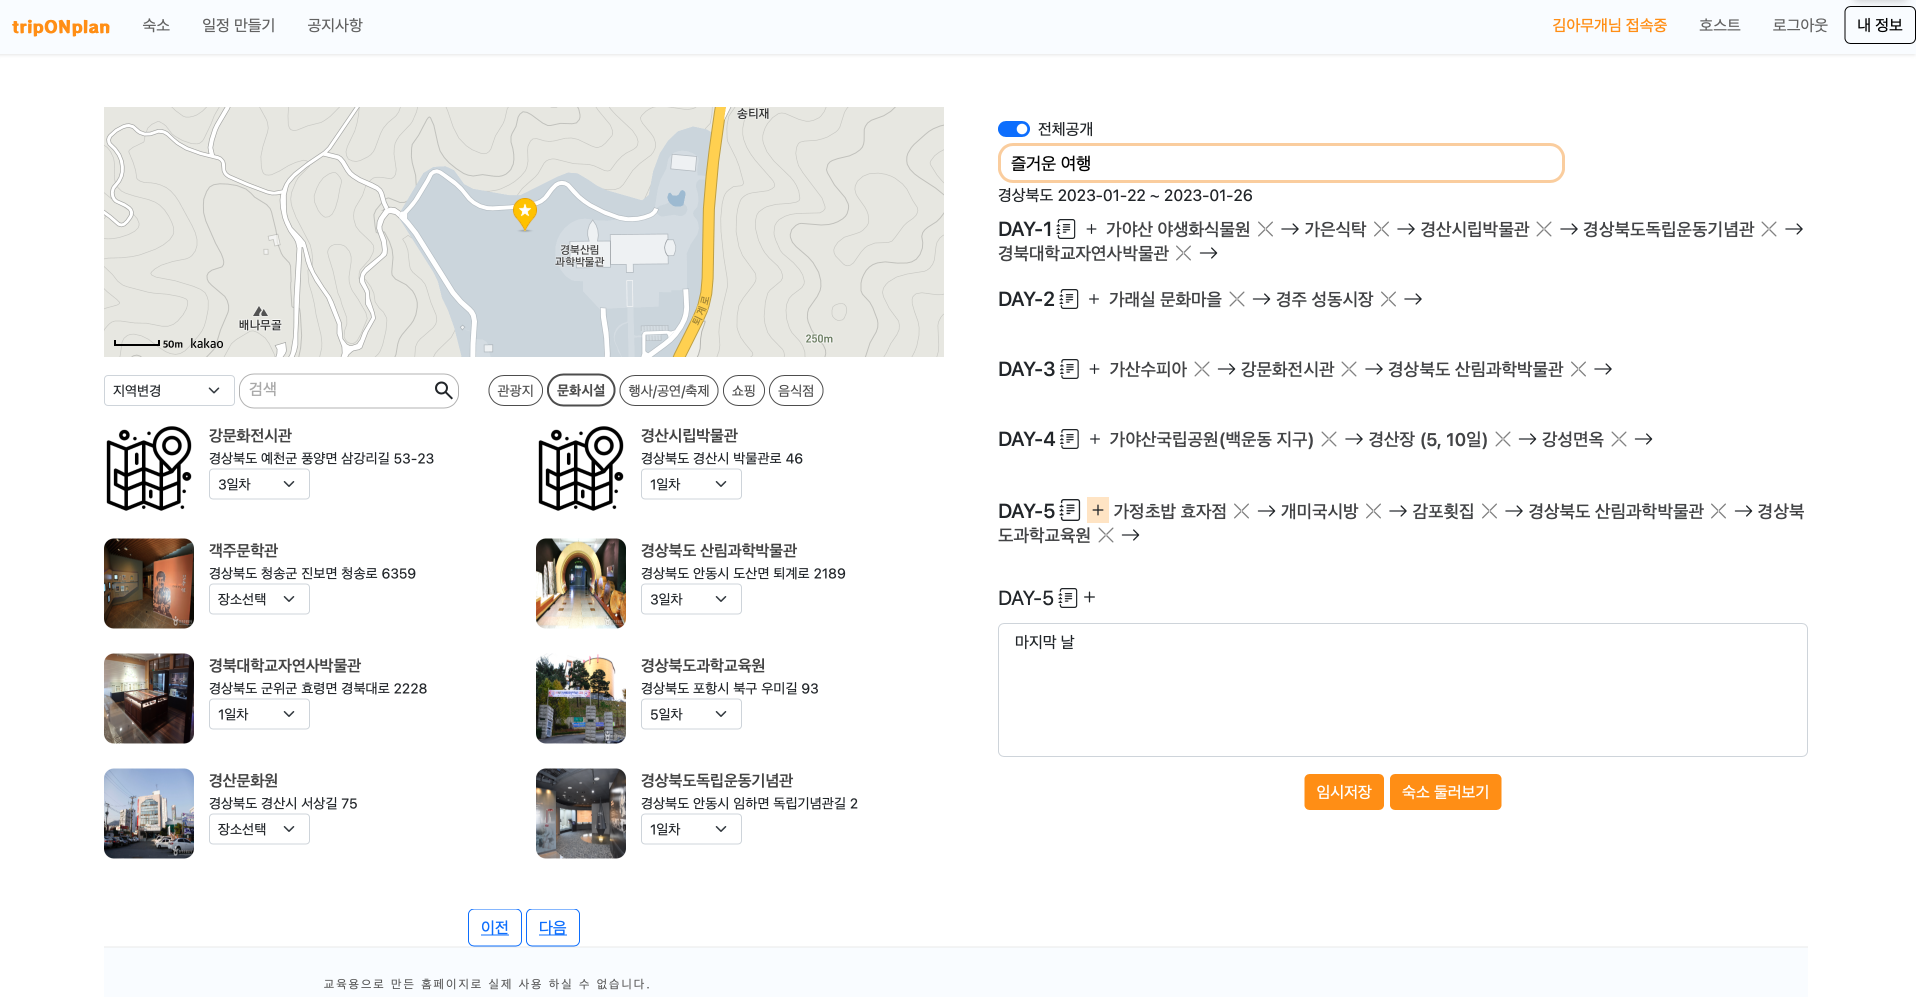 tripONplan 숙소 일정 만들기 공지사항 김아무개님 접속중 호스트 로그아웃 내 정보
송티재
경북산림
과학박물관
배나무골
퇴계로
250m
50m kakao
지역변경 검색 관광지 문화시설 행사/공연/축제 쇼핑 음식점
강문화전시관
경상북도 예천군 풍양면 삼강리길 53-23
3일차
경산시립박물관
경상북도 경산시 박물관로 46
1일차
객주문학관
경상북도 청송군 진보면 청송로 6359
장소선택
경상북도 산림과학박물관
경상북도 안동시 도산면 퇴계로 2189
3일차
경북대학교자연사박물관
경상북도 군위군 효령면 경북대로 2228
1일차
경상북도과학교육원
경상북도 포항시 북구 우미길 93
5일차
경산문화원
경상북도 경산시 서상길 75
장소선택
경상북도독립운동기념관
경상북도 안동시 임하면 독립기념관길 2
1일차
이전 다음
전체공개
즐거운 여행
경상북도 2023-01-22 ~ 2023-01-26
DAY-1 + 가야산 야생화식물원 → 가은식탁 → 경산시립박물관 → 경상북도독립운동기념관 →
경북대학교자연사박물관 →
DAY-2 + 가래실 문화마을 → 경주 성동시장 →
DAY-3 + 가산수피아 → 강문화전시관 → 경상북도 산림과학박물관 →
DAY-4 + 가야산국립공원(백운동 지구) → 경산장 (5, 10일) → 강성면옥 →
DAY-5 + 가정초밥 효자점 → 개미국시방 → 감포횟집 → 경상북도 산림과학박물관 → 경상북
도과학교육원 →
DAY-5 +
마지막 날
임시저장 숙소 둘러보기
교육용으로 만든 홈페이지로 실제 사용 하실 수 없습니다.